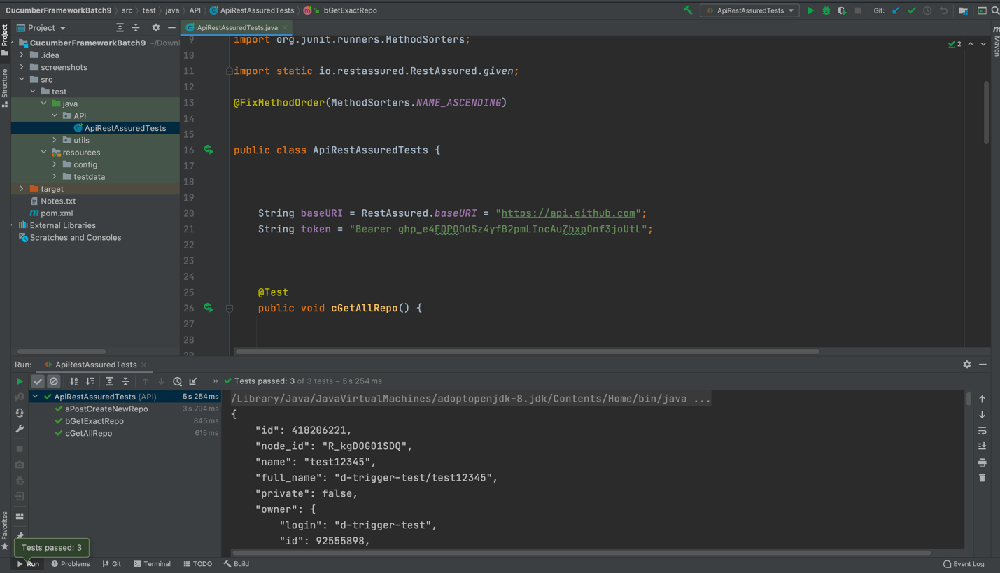 CucumberFrameworkBatch9 src test java API ApiRestAssuredTests bGetExactRepo
ApiRestAssuredTests Git:
Project
ApiRestAssuredTests.java
Project
Structure
Favorites
Maven
CucumberFrameworkBatch9 ~/Downl
.idea
screenshots
src
test
java
API
ApiRestAssuredTests
utils
resources
config
testdata
target
Notes.txt
pom.xml
External Libraries
Scratches and Consoles
2
9 import org.junit.runners.MethodSorters;
10
11 import static io.restassured.RestAssured.given;
12
13 @FixMethodOrder(MethodSorters.NAME_ASCENDING)
14
15
16 public class ApiRestAssuredTests {
17
18
19
20 String baseURI = RestAssured.baseURI = "https://api.github.com";
21 String token = "Bearer
22
23
24
25 @Test
26 public void cGetAllRepo() {
27
28
29
Run: ApiRestAssuredTests
Tests passed: 3 of 3 tests – 5 s 254 ms
ApiRestAssuredTests (API) 5 s 254 ms
aPostCreateNewRepo 3 s 794 ms
bGetExactRepo 845 ms
cGetAllRepo 615 ms
/Library/Java/JavaVirtualMachines/adoptopenjdk-8.jdk/Contents/Home/bin/java ...
{
"id": 418206221,
"node_id": "R_kgDOGO1SDQ",
"name": "test12345",
"full_name": "d-trigger-test/test12345",
"private": false,
"owner": {
"login": "d-trigger-test",
"id": 92555898,
Tests passed: 3
Run Problems Git Terminal TODO Build Event Log